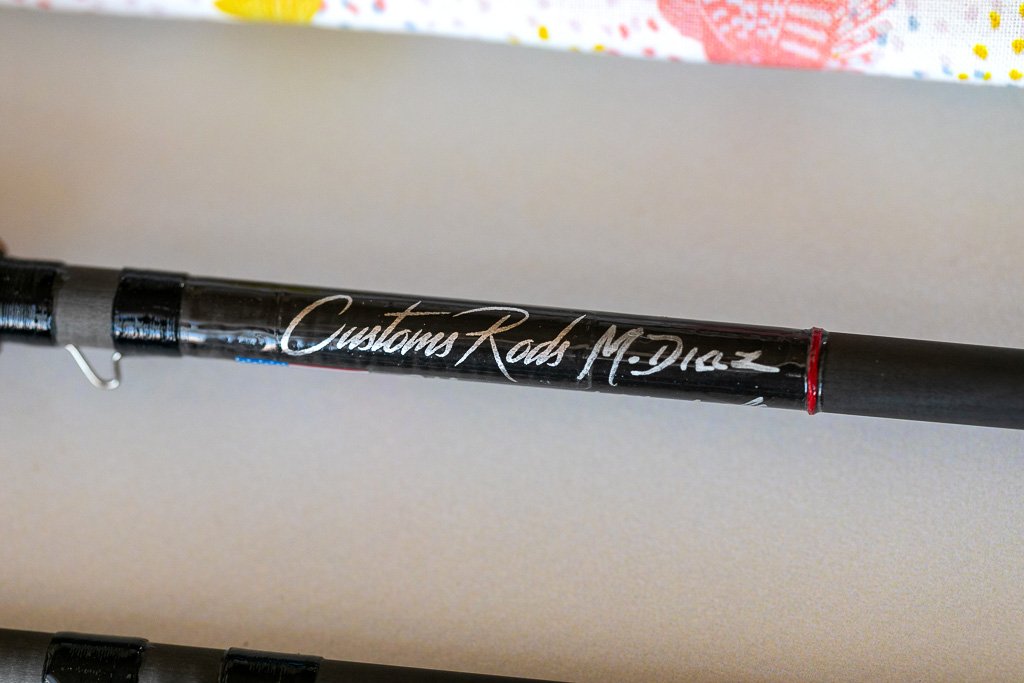 Customs Rods M. Diaz